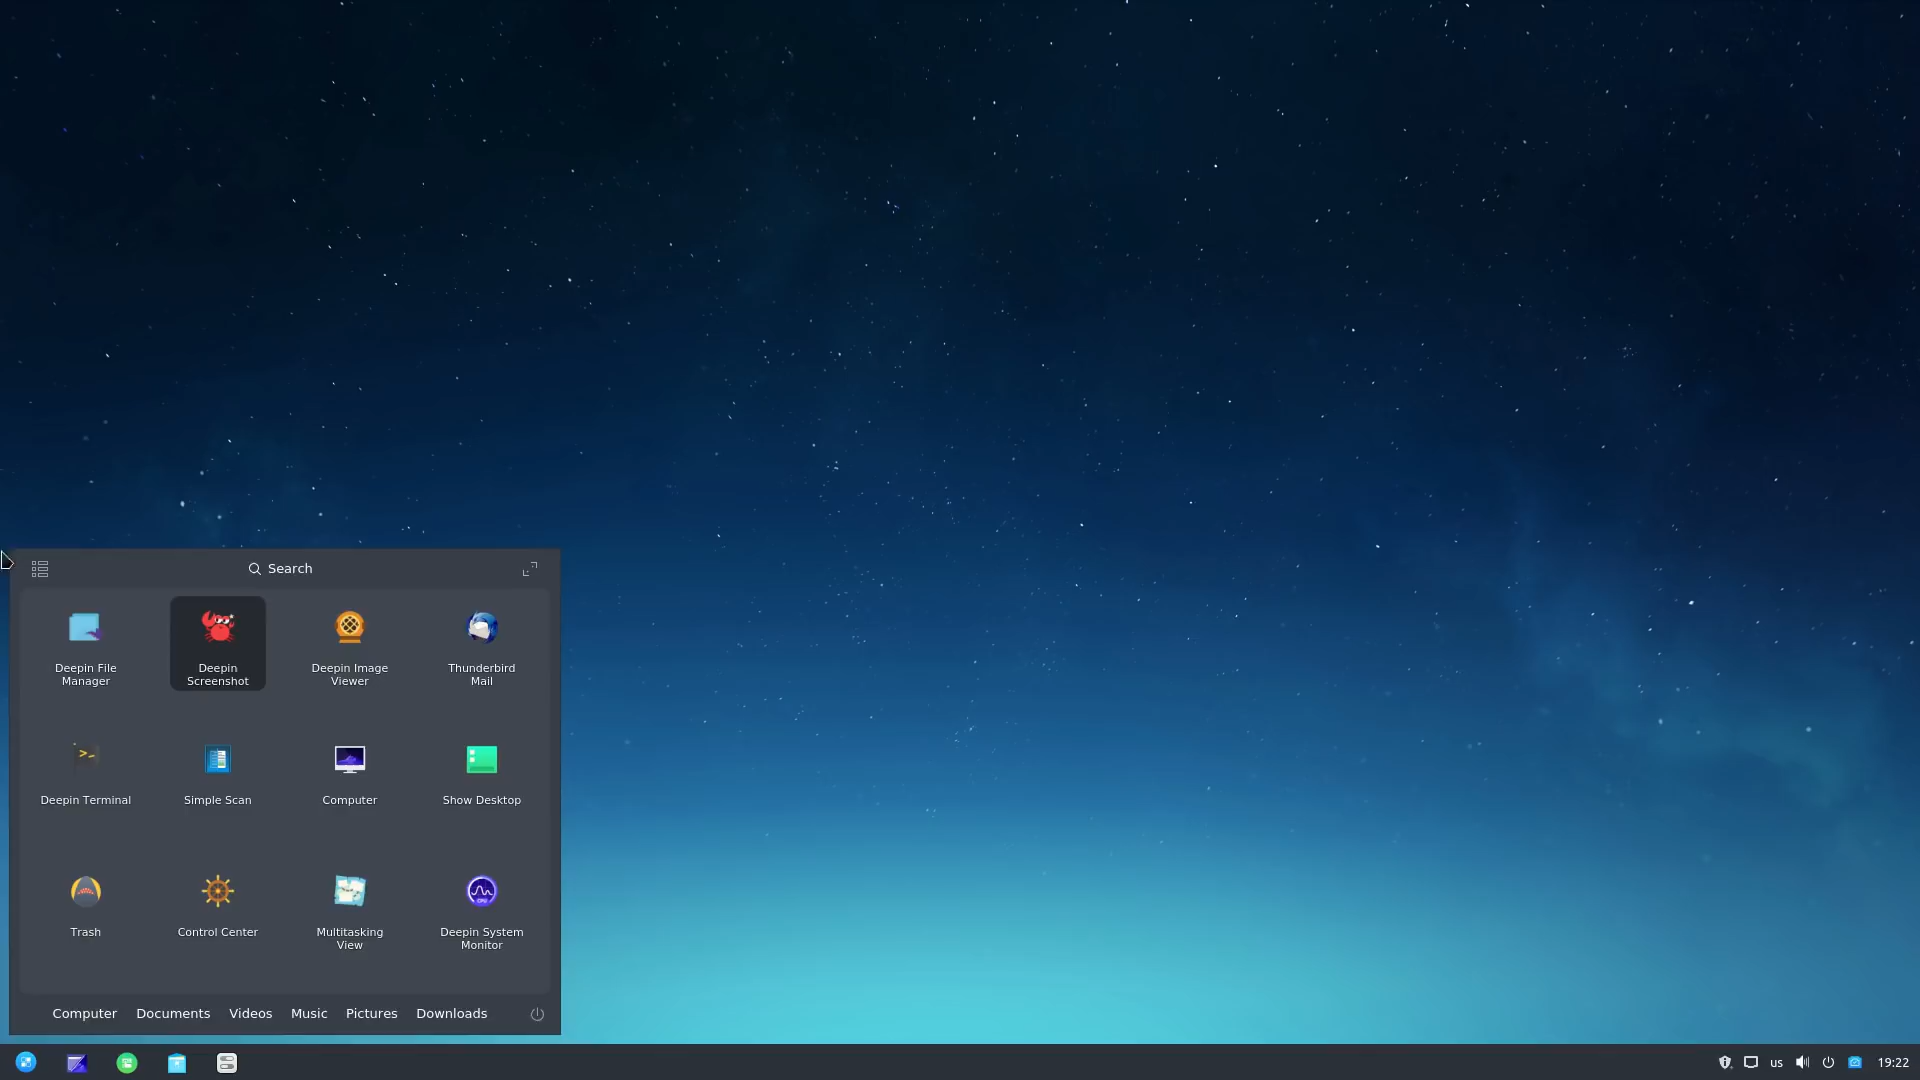 Search
Deepin File
Manager
Deepin
Screenshot
Deepin Image
Viewer
Thunderbird
Mail
>-
Deepin Terminal
Simple Scan
Computer
Show Desktop
Trash
Control Center
Multitasking
View
CPU
Deepin System
Monitor
Computer Documents Videos Music Pictures Downloads
us 19:22